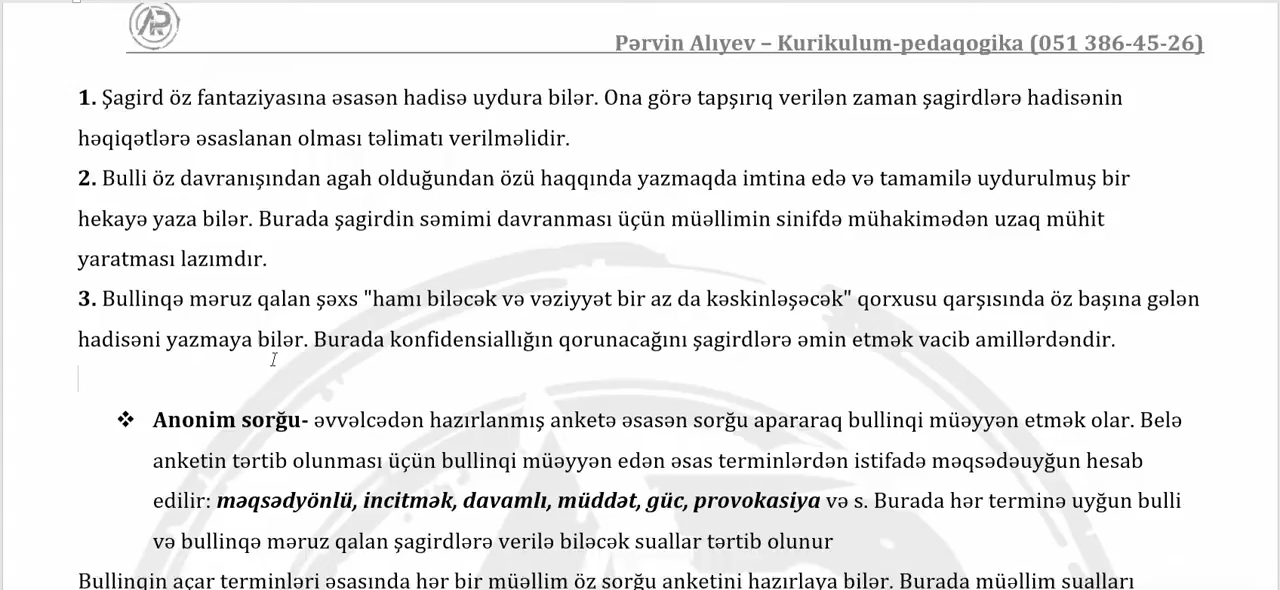 Pərvin Alıyev – Kurikulum-pedaqogika (051 386-45-26)
1. Şagird öz fantaziyasına əsasən hadisə uydura bilər. Ona görə tapşırıq verilən zaman şagirdlərə hadisənin
həqiqətlərə əsaslanan olması təlimatı verilməlidir.
2. Bulli öz davranışından agah olduğundan özü haqqında yazmaqda imtina edə və tamamilə uydurulmuş bir
hekayə yaza bilər. Burada şagirdin səmimi davranması üçün müəllimin sinifdə mühakimədən uzaq mühit
yaratması lazımdır.
3. Bullinqə məruz qalan şəxs "hamı biləcək və vəziyyət bir az da kəskinləşəcək" qorxusu qarşısında öz başına gələn
hadisəni yazmaya bilər. Burada konfidensiallığın qorunacağını şagirdlərə əmin etmək vacib amillərdəndir.
❖ Anonim sorğu- əvvəlcədən hazırlanmış anketə əsasən sorğu apararaq bullinqi müəyyən etmək olar. Belə
anketin tərtib olunması üçün bullinqi müəyyən edən əsas terminlərdən istifadə məqsədəuyğun hesab
edilir: məqsədyönlü, incitmək, davamlı, müddət, güc, provokasiya və s. Burada hər terminə uyğun bulli
və bullinqə məruz qalan şagirdlərə verilə biləcək suallar tərtib olunur
Bullinqin açar terminləri əsasında hər bir müəllim öz sorğu anketini hazırlaya bilər. Burada müəllim sualları